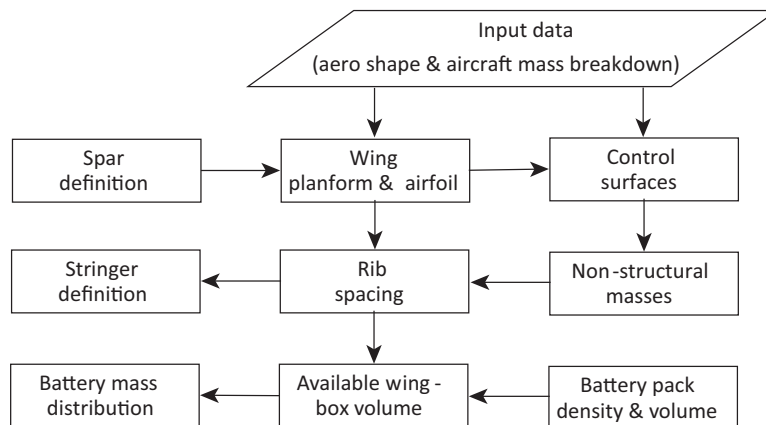 Input data
(aero shape & aircraft mass breakdown)
Spar
definition
Wing
planform & airfoil
Control
surfaces
Stringer
definition
Rib
spacing
Non-structural
masses
Battery mass
distribution
Available wing-
box volume
Battery pack
density & volume